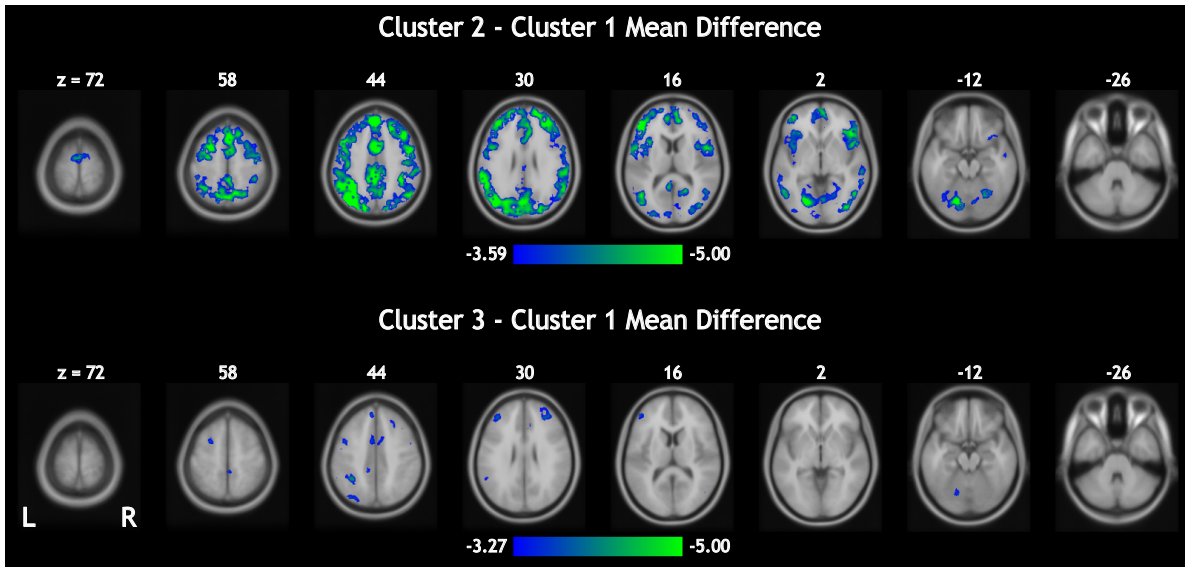 Cluster 2 - Cluster 1 Mean Difference
z = 72 58 44 30 16 2 -12 -26
-3.59 -5.00
Cluster 3 - Cluster 1 Mean Difference
z = 72 58 44 30 16 2 -12 -26
L R
-3.27 -5.00